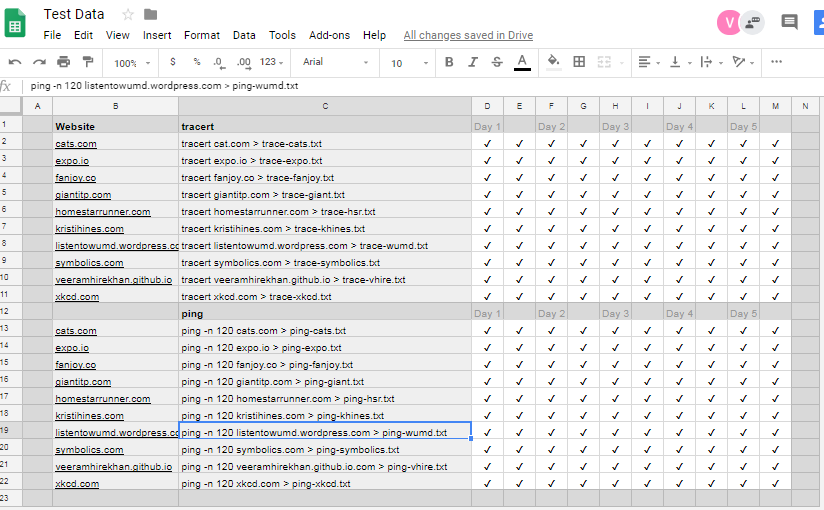 Test Data
File Edit View Insert Format Data Tools Add-ons Help All changes saved in Drive
V
100% $ % .0 .00 123 Arial 10 B I S A
fx ping -n 120 listentowumd.wordpress.com > ping-wumd.txt
A B C D E F G H I J K L M N
1 Website tracert Day 1 Day 2 Day 3 Day 4 Day 5
2 cats.com tracert cat.com > trace-cats.txt ✓ ✓ ✓ ✓ ✓ ✓ ✓ ✓ ✓ ✓
3 expo.io tracert expo.io > trace-expo.txt ✓ ✓ ✓ ✓ ✓ ✓ ✓ ✓ ✓ ✓
4 fanjoy.co tracert fanjoy.co > trace-fanjoy.txt ✓ ✓ ✓ ✓ ✓ ✓ ✓ ✓ ✓ ✓
5 giantitp.com tracert giantitp.com > trace-giant.txt ✓ ✓ ✓ ✓ ✓ ✓ ✓ ✓ ✓ ✓
6 homestarrunner.com tracert homestarrunner.com > trace-hsr.txt ✓ ✓ ✓ ✓ ✓ ✓ ✓ ✓ ✓ ✓
7 kristihines.com tracert kristihines.com > trace-khines.txt ✓ ✓ ✓ ✓ ✓ ✓ ✓ ✓ ✓ ✓
8 listentowumd.wordpress.co tracert listentowumd.wordpress.com > trace-wumd.txt ✓ ✓ ✓ ✓ ✓ ✓ ✓ ✓ ✓ ✓
9 symbolics.com tracert symbolics.com > trace-symbolics.txt ✓ ✓ ✓ ✓ ✓ ✓ ✓ ✓ ✓ ✓
10 veeramhirekhan.github.io tracert veeramhirekhan.github.io > trace-vhire.txt ✓ ✓ ✓ ✓ ✓ ✓ ✓ ✓ ✓ ✓
11 xkcd.com tracert xkcd.com > trace-xkcd.txt ✓ ✓ ✓ ✓ ✓ ✓ ✓ ✓ ✓ ✓
12 ping Day 1 Day 2 Day 3 Day 4 Day 5
13 cats.com ping -n 120 cats.com > ping-cats.txt ✓ ✓ ✓ ✓ ✓ ✓ ✓ ✓ ✓ ✓
14 expo.io ping -n 120 expo.io > ping-expo.txt ✓ ✓ ✓ ✓ ✓ ✓ ✓ ✓ ✓ ✓
15 fanjoy.co ping -n 120 fanjoy.co > ping-fanjoy.txt ✓ ✓ ✓ ✓ ✓ ✓ ✓ ✓ ✓ ✓
16 giantitp.com ping -n 120 giantitp.com > ping-giant.txt ✓ ✓ ✓ ✓ ✓ ✓ ✓ ✓ ✓ ✓
17 homestarrunner.com ping -n 120 homestarrunner.com > ping-hsr.txt ✓ ✓ ✓ ✓ ✓ ✓ ✓ ✓ ✓ ✓
18 kristihines.com ping -n 120 kristihines.com > ping-khines.txt ✓ ✓ ✓ ✓ ✓ ✓ ✓ ✓ ✓ ✓
19 listentowumd.wordpress.co ping -n 120 listentowumd.wordpress.com > ping-wumd.txt ✓ ✓ ✓ ✓ ✓ ✓ ✓ ✓ ✓ ✓
20 symbolics.com ping -n 120 symbolics.com > ping-symbolics.txt ✓ ✓ ✓ ✓ ✓ ✓ ✓ ✓ ✓ ✓
21 veeramhirekhan.github.io ping -n 120 veeramhirekhan.github.io.com > ping-vhire.txt ✓ ✓ ✓ ✓ ✓ ✓ ✓ ✓ ✓ ✓
22 xkcd.com ping -n 120 xkcd.com > ping-xkcd.txt ✓ ✓ ✓ ✓ ✓ ✓ ✓ ✓ ✓ ✓
23